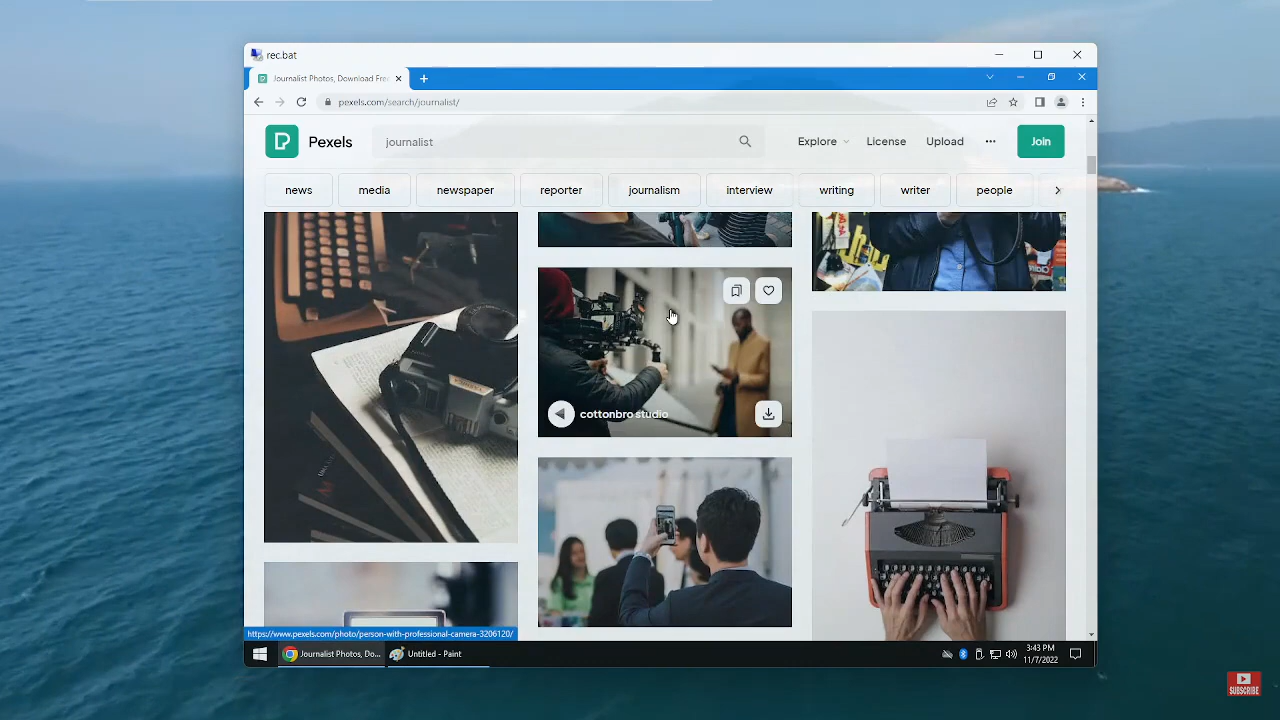 rec.bat
Journalist Photos, Download Fre
pexels.com/search/journalist/
Pexels
journalist
Explore
License
Upload
Join
news
media
newspaper
reporter
journalism
interview
writing
writer
people
cottonbro studio
https://www.pexels.com/photo/person-with-professional-camera-3206120/
Journalist Photos, Do...
Untitled - Paint
3:43 PM
11/7/2022
SUBSCRIBE